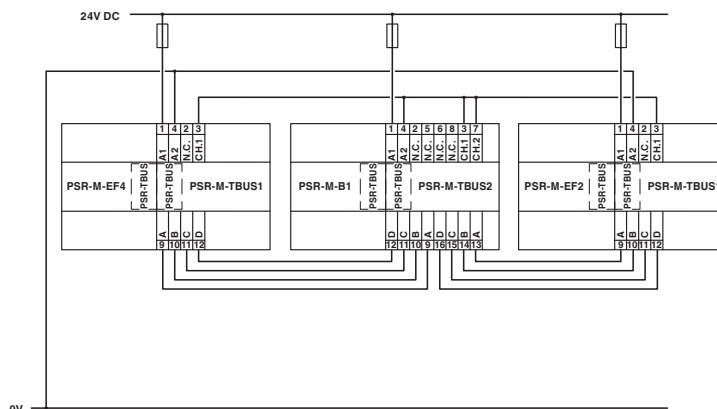 24V DC
1 4 2 3
A1 A2 N.C. CH.1
PSR-M-EF4 PSR-TBUS PSR-TBUS PSR-M-TBUS1
A B C D
9 10 11 12
1 4 2 5 6 8 3 7
A1 A2 N.C. N.C. N.C. N.C. CH.1 CH.2
PSR-M-B1 PSR-TBUS PSR-TBUS PSR-M-TBUS2
D C B A D C B A
12 11 10 9 16 15 14 13
1 4 2 3
A1 A2 N.C. CH.1
PSR-M-EF2 PSR-TBUS PSR-TBUS PSR-M-TBUS1
A B C D
9 10 11 12
0V